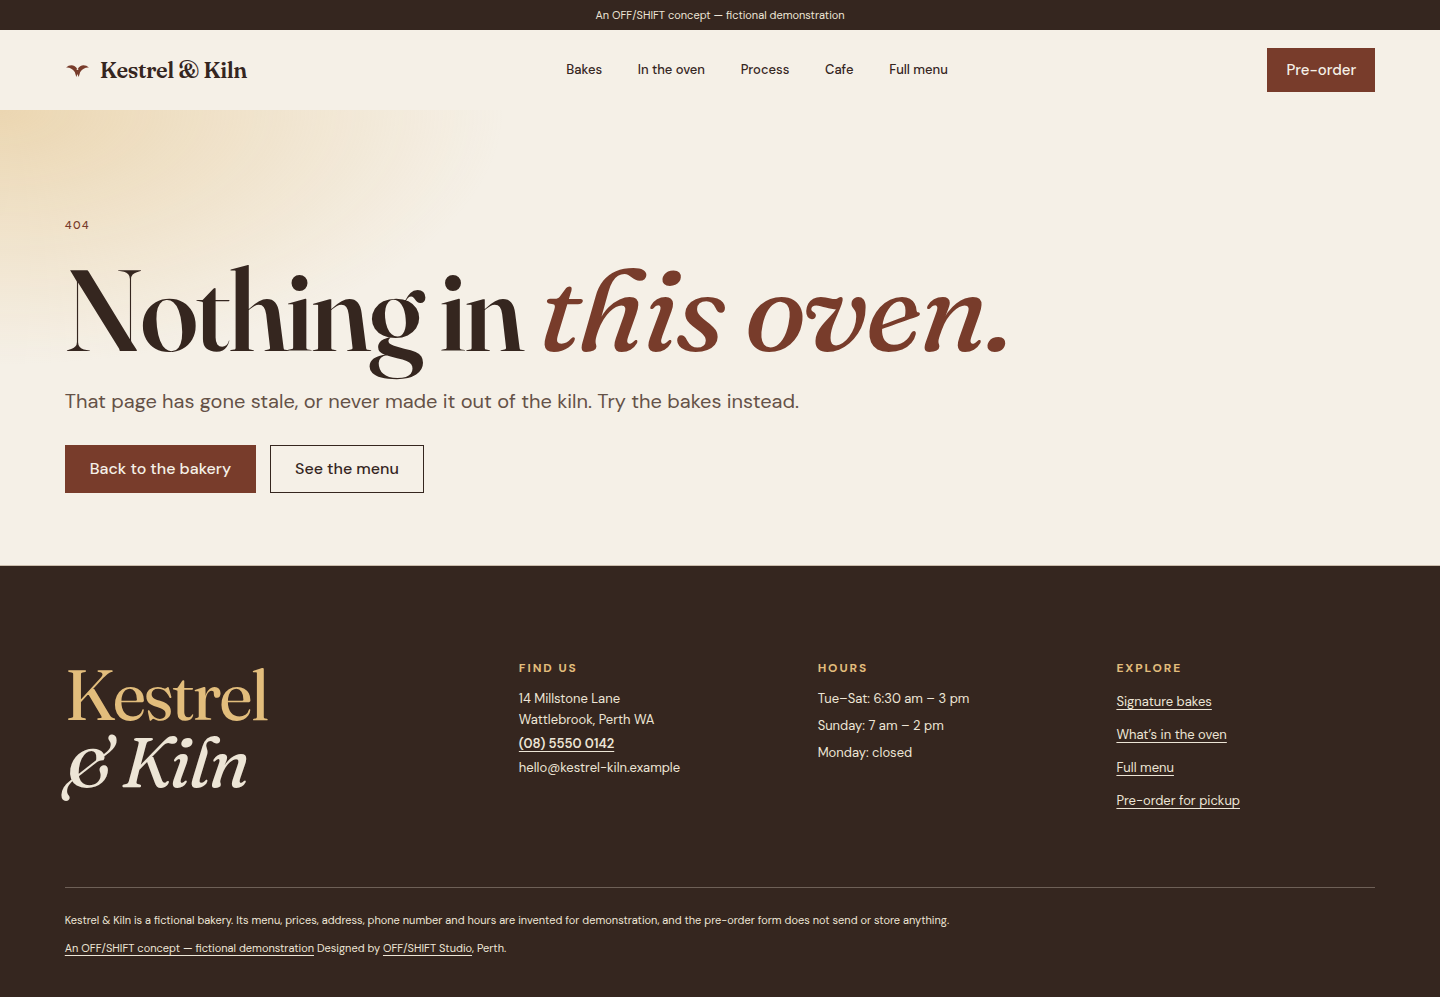 An OFF/SHIFT concept — fictional demonstration
Kestrel & Kiln
Bakes
In the oven
Process
Cafe
Full menu
Pre-order
404
Nothing in this oven.
That page has gone stale, or never made it out of the kiln. Try the bakes instead.
Back to the bakery
See the menu
Kestrel
& Kiln
FIND US
14 Millstone Lane
Wattlebrook, Perth WA
(08) 5550 0142
hello@kestrel-kiln.example
HOURS
Tue–Sat: 6:30 am – 3 pm
Sunday: 7 am – 2 pm
Monday: closed
EXPLORE
Signature bakes
What’s in the oven
Full menu
Pre-order for pickup
Kestrel & Kiln is a fictional bakery. Its menu, prices, address, phone number and hours are invented for demonstration, and the pre-order form does not send or store anything.
An OFF/SHIFT concept — fictional demonstration Designed by OFF/SHIFT Studio, Perth.